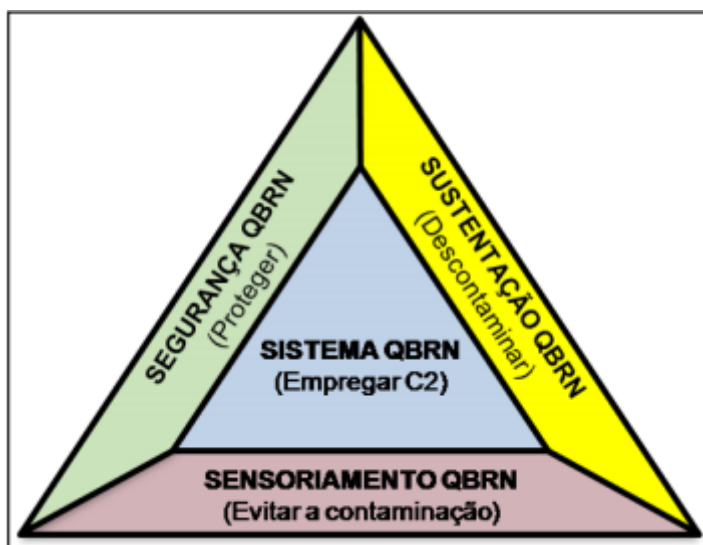 SEGURANÇA QBRN
(Proteger)
SUSTENTAÇÃO QBRN
(Descontaminar)
SISTEMA QBRN
(Empregar C2)
SENSORIAMENTO QBRN
(Evitar a contaminação)